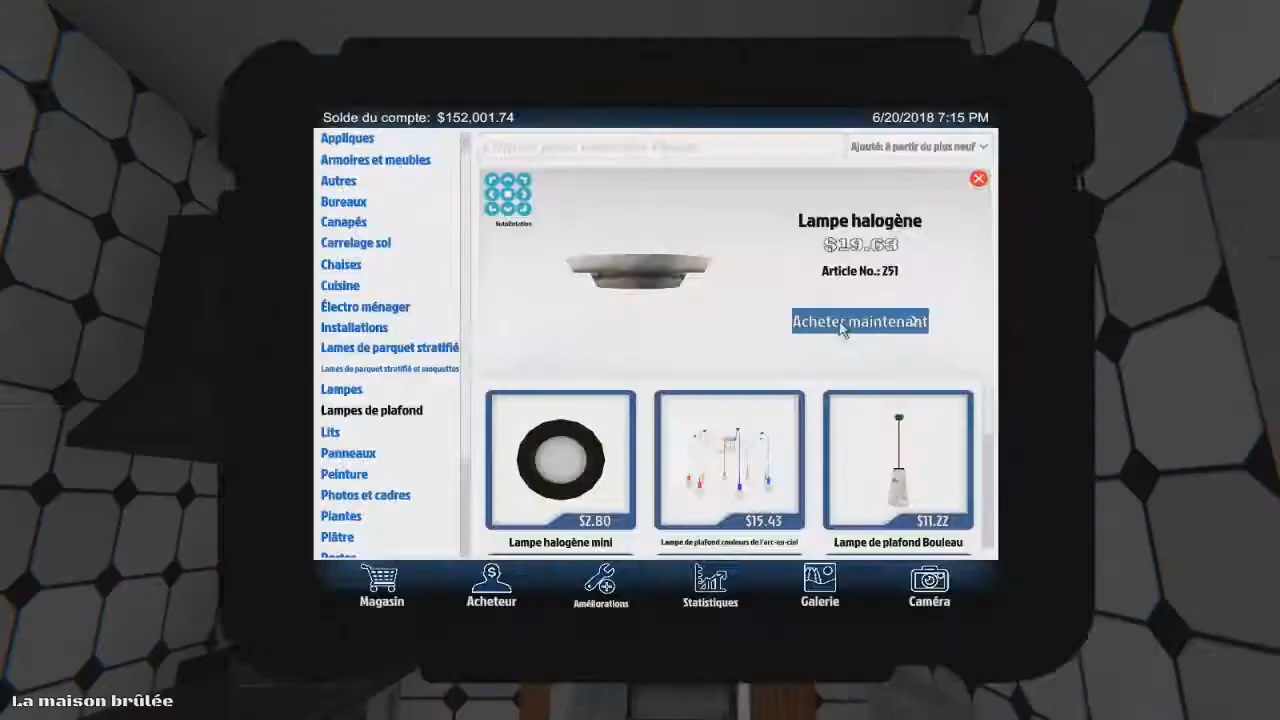 Solde du compte: $152,001.74
6/20/2018 7:15 PM
Appliques
Armoires et meubles
Autres
Bureaux
Canapés
Carrelage sol
Chaises
Cuisine
Électro ménager
Installations
Lames de parquet stratifié
Lames de parquet stratifié et moquettes
Lampes
Lampes de plafond
Lits
Panneaux
Peinture
Photos et cadres
Plantes
Plâtre
Portes
Ajouté: à partir du plus neuf
Lampe halogène
$19.63
Article No.: 251
Acheter maintenant
$2.80
Lampe halogène mini
$15.43
Lampe de plafond couleurs de l'arc-en-ciel
$11.22
Lampe de plafond Bouleau
Magasin
Acheteur
Améliorations
Statistiques
Galerie
Caméra
La maison brûlée